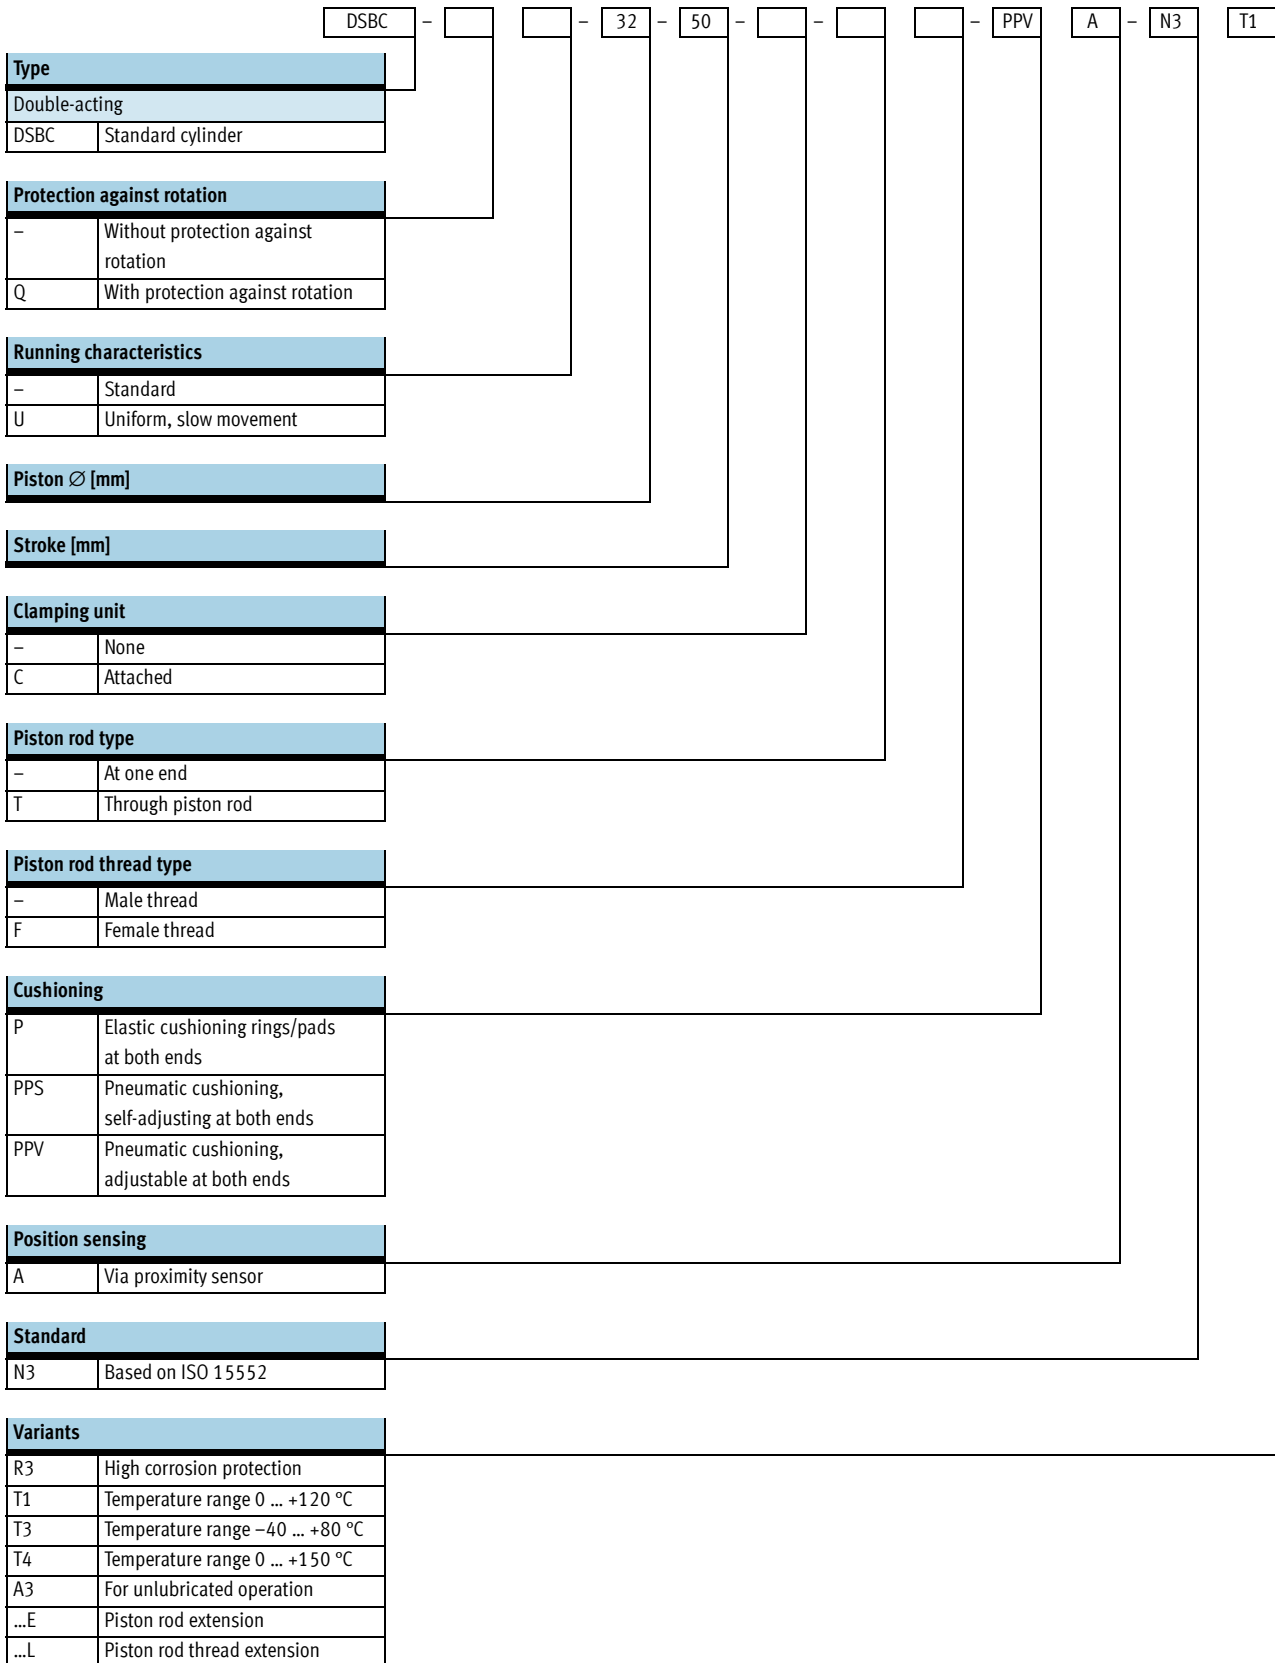 DSBC – – 32 – 50 – – – PPV A – N3 T1
Type
Double-acting
DSBC Standard cylinder
Protection against rotation
– Without protection against
rotation
Q With protection against rotation
Running characteristics
– Standard
U Uniform, slow movement
Piston ∅ [mm]
Stroke [mm]
Clamping unit
– None
C Attached
Piston rod type
– At one end
T Through piston rod
Piston rod thread type
– Male thread
F Female thread
Cushioning
P Elastic cushioning rings/pads
at both ends
PPS Pneumatic cushioning,
self-adjusting at both ends
PPV Pneumatic cushioning,
adjustable at both ends
Position sensing
A Via proximity sensor
Standard
N3 Based on ISO 15552
Variants
R3 High corrosion protection
T1 Temperature range 0 … +120 °C
T3 Temperature range –40 … +80 °C
T4 Temperature range 0 … +150 °C
A3 For unlubricated operation
…E Piston rod extension
…L Piston rod thread extension